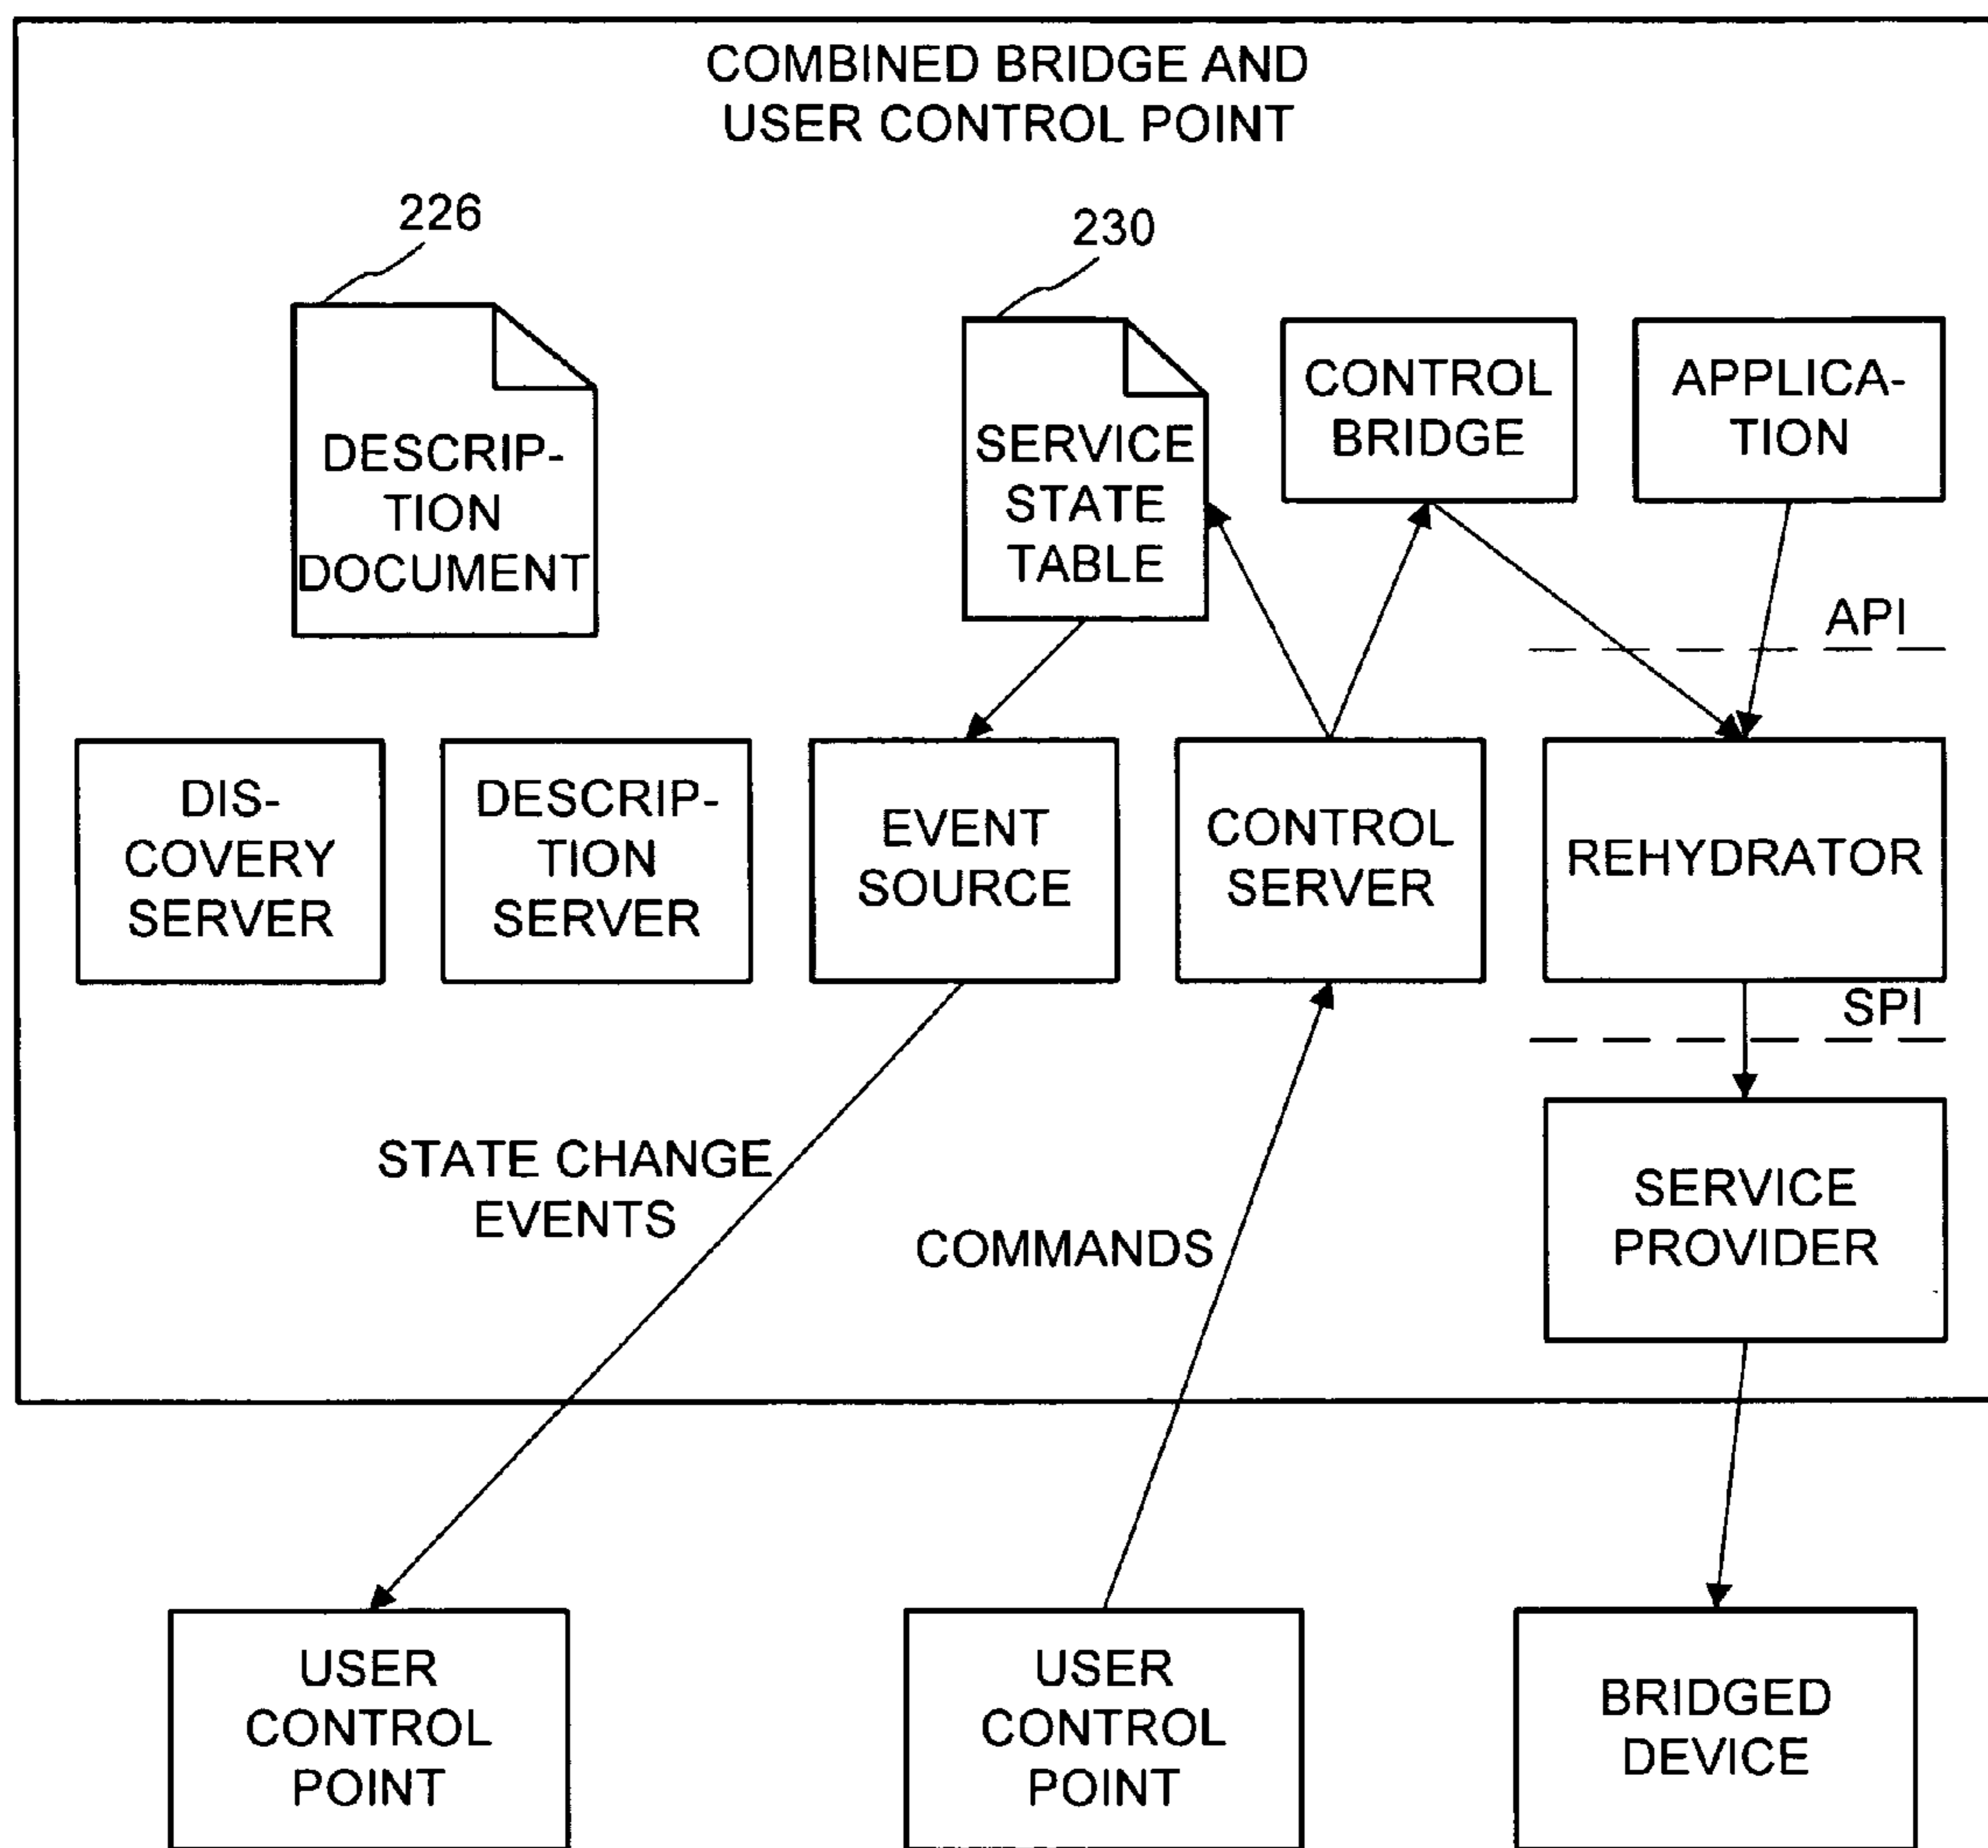 COMBINED BRIDGE AND
USER CONTROL POINT
226
230
DESCRIP-
TION
DOCUMENT
SERVICE
STATE
TABLE
CONTROL
BRIDGE
APPLICA-
TION
API
DIS-
COVERY
SERVER
DESCRIP-
TION
SERVER
EVENT
SOURCE
CONTROL
SERVER
REHYDRATOR
SPI
STATE CHANGE
EVENTS
COMMANDS
SERVICE
PROVIDER
USER
CONTROL
POINT
USER
CONTROL
POINT
BRIDGED
DEVICE